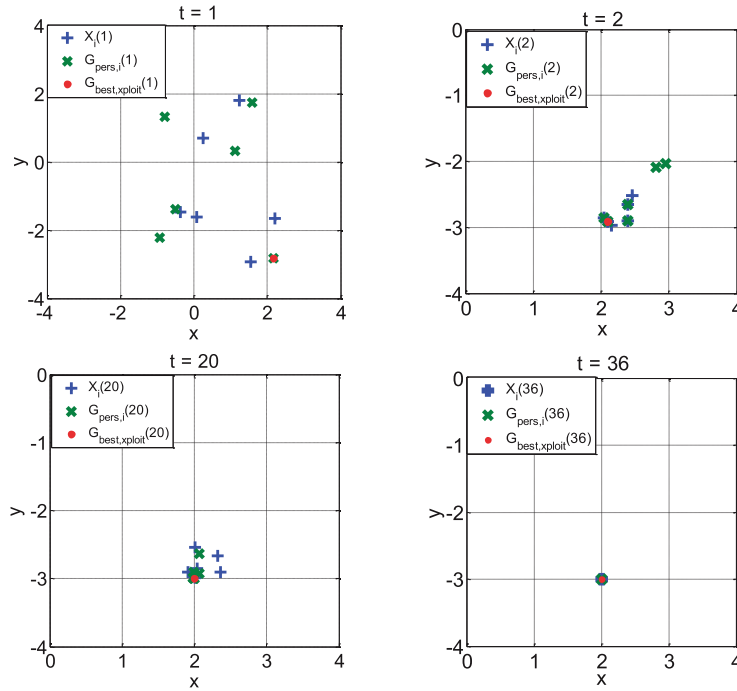 t = 1
4
2
0
-2
-4
y
X_i(1)
G_pers,i(1)
G_best,xploit(1)
-4
-2
0
2
4
x
t = 2
0
-1
-2
-3
-4
y
X_i(2)
G_pers,i(2)
G_best,xploit(2)
0
1
2
3
4
x
t = 20
0
-1
-2
-3
-4
y
X_i(20)
G_pers,i(20)
G_best,xploit(20)
0
1
2
3
4
x
t = 36
0
-1
-2
-3
-4
y
X_i(36)
G_pers,i(36)
G_best,xploit(36)
0
1
2
3
4
x